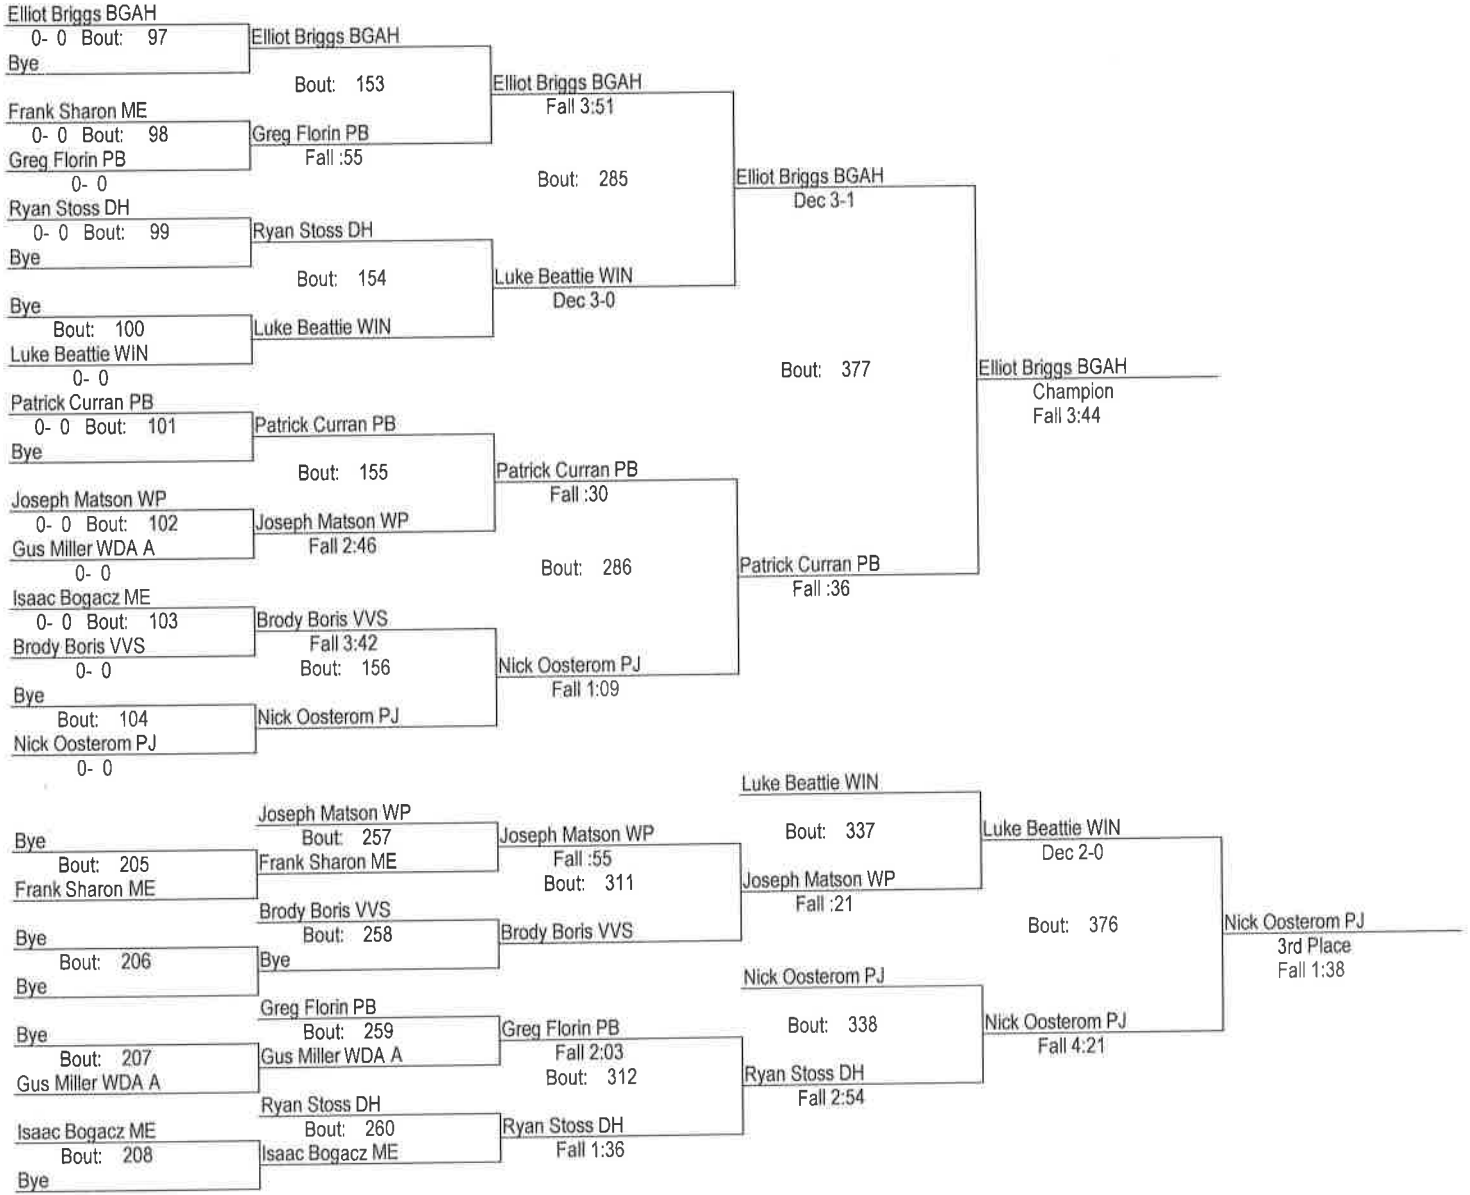 Elliot Briggs BGAH
0- 0 Bout: 97
Bye
Elliot Briggs BGAH
Bout: 153
Frank Sharon ME
0- 0 Bout: 98
Greg Florin PB
0- 0
Greg Florin PB
Fall :55
Elliot Briggs BGAH
Fall 3:51
Bout: 285
Ryan Stoss DH
0- 0 Bout: 99
Bye
Ryan Stoss DH
Bout: 154
Bye
Bout: 100
Luke Beattie WIN
0- 0
Luke Beattie WIN
Luke Beattie WIN
Dec 3-0
Elliot Briggs BGAH
Dec 3-1
Bout: 377
Patrick Curran PB
0- 0 Bout: 101
Bye
Patrick Curran PB
Bout: 155
Joseph Matson WP
0- 0 Bout: 102
Gus Miller WDA A
0- 0
Joseph Matson WP
Fall 2:46
Patrick Curran PB
Fall :30
Bout: 286
Isaac Bogacz ME
0- 0 Bout: 103
Brody Boris VVS
0- 0
Brody Boris VVS
Fall 3:42
Bout: 156
Bye
Bout: 104
Nick Oosterom PJ
0- 0
Nick Oosterom PJ
Nick Oosterom PJ
Fall 1:09
Patrick Curran PB
Fall :36
Elliot Briggs BGAH
Champion
Fall 3:44
Bye
Bout: 205
Frank Sharon ME
Joseph Matson WP
Bout: 257
Frank Sharon ME
Joseph Matson WP
Fall :55
Bout: 311
Bye
Bout: 206
Bye
Brody Boris VVS
Bout: 258
Bye
Brody Boris VVS
Luke Beattie WIN
Bout: 337
Joseph Matson WP
Fall :21
Luke Beattie WIN
Dec 2-0
Bout: 376
Bye
Bout: 207
Gus Miller WDA A
Greg Florin PB
Bout: 259
Gus Miller WDA A
Greg Florin PB
Fall 2:03
Bout: 312
Isaac Bogacz ME
Bout: 208
Bye
Ryan Stoss DH
Bout: 260
Isaac Bogacz ME
Ryan Stoss DH
Fall 1:36
Nick Oosterom PJ
Bout: 338
Ryan Stoss DH
Fall 2:54
Nick Oosterom PJ
Fall 4:21
Nick Oosterom PJ
3rd Place
Fall 1:38